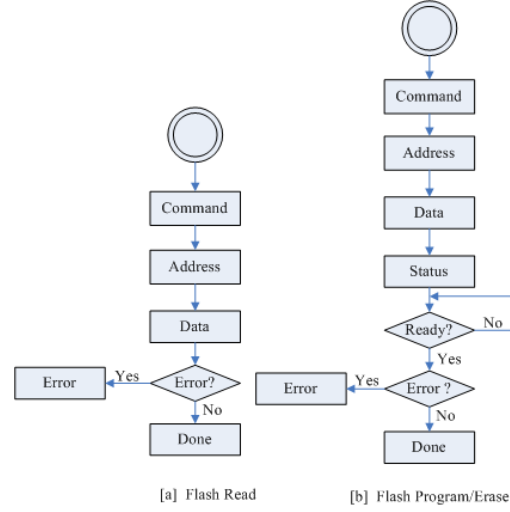 Command
Address
Data
Error?
Yes
Error
No
Done
[a] Flash Read
Command
Address
Data
Status
Ready?
No
Yes
Error ?
Yes
Error
No
Done
[b] Flash Program/Erase